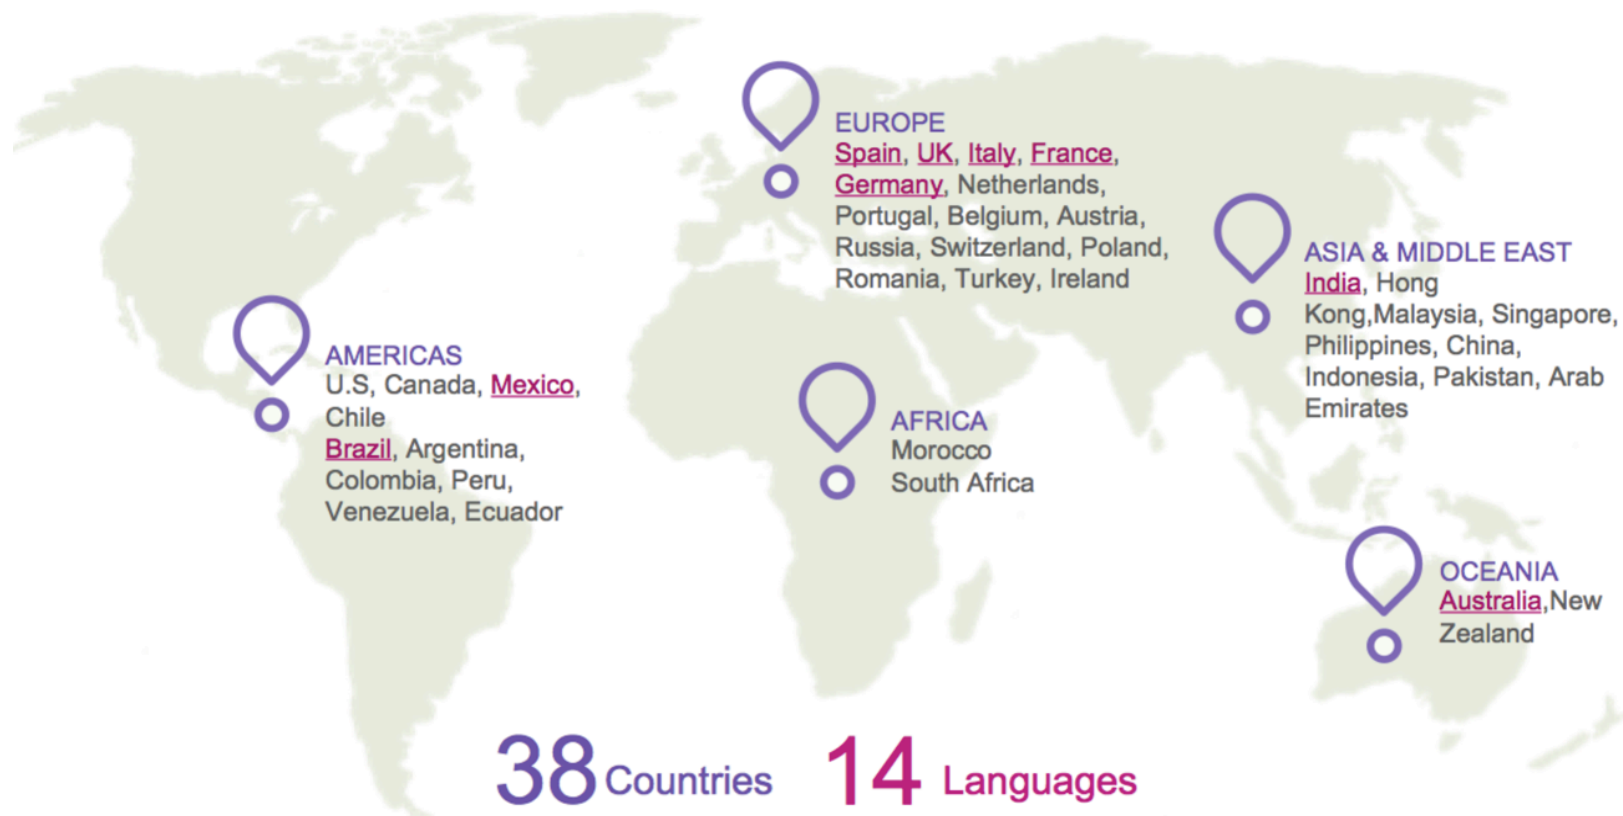 EUROPE
Spain, UK, Italy, France,
Germany, Netherlands,
Portugal, Belgium, Austria,
Russia, Switzerland, Poland,
Romania, Turkey, Ireland
ASIA & MIDDLE EAST
India, Hong
Kong,Malaysia, Singapore,
Philippines, China,
Indonesia, Pakistan, Arab
Emirates
AMERICAS
U.S, Canada, Mexico,
Chile
Brazil, Argentina,
Colombia, Peru,
Venezuela, Ecuador
AFRICA
Morocco
South Africa
OCEANIA
Australia,New
Zealand
38 Countries
14 Languages